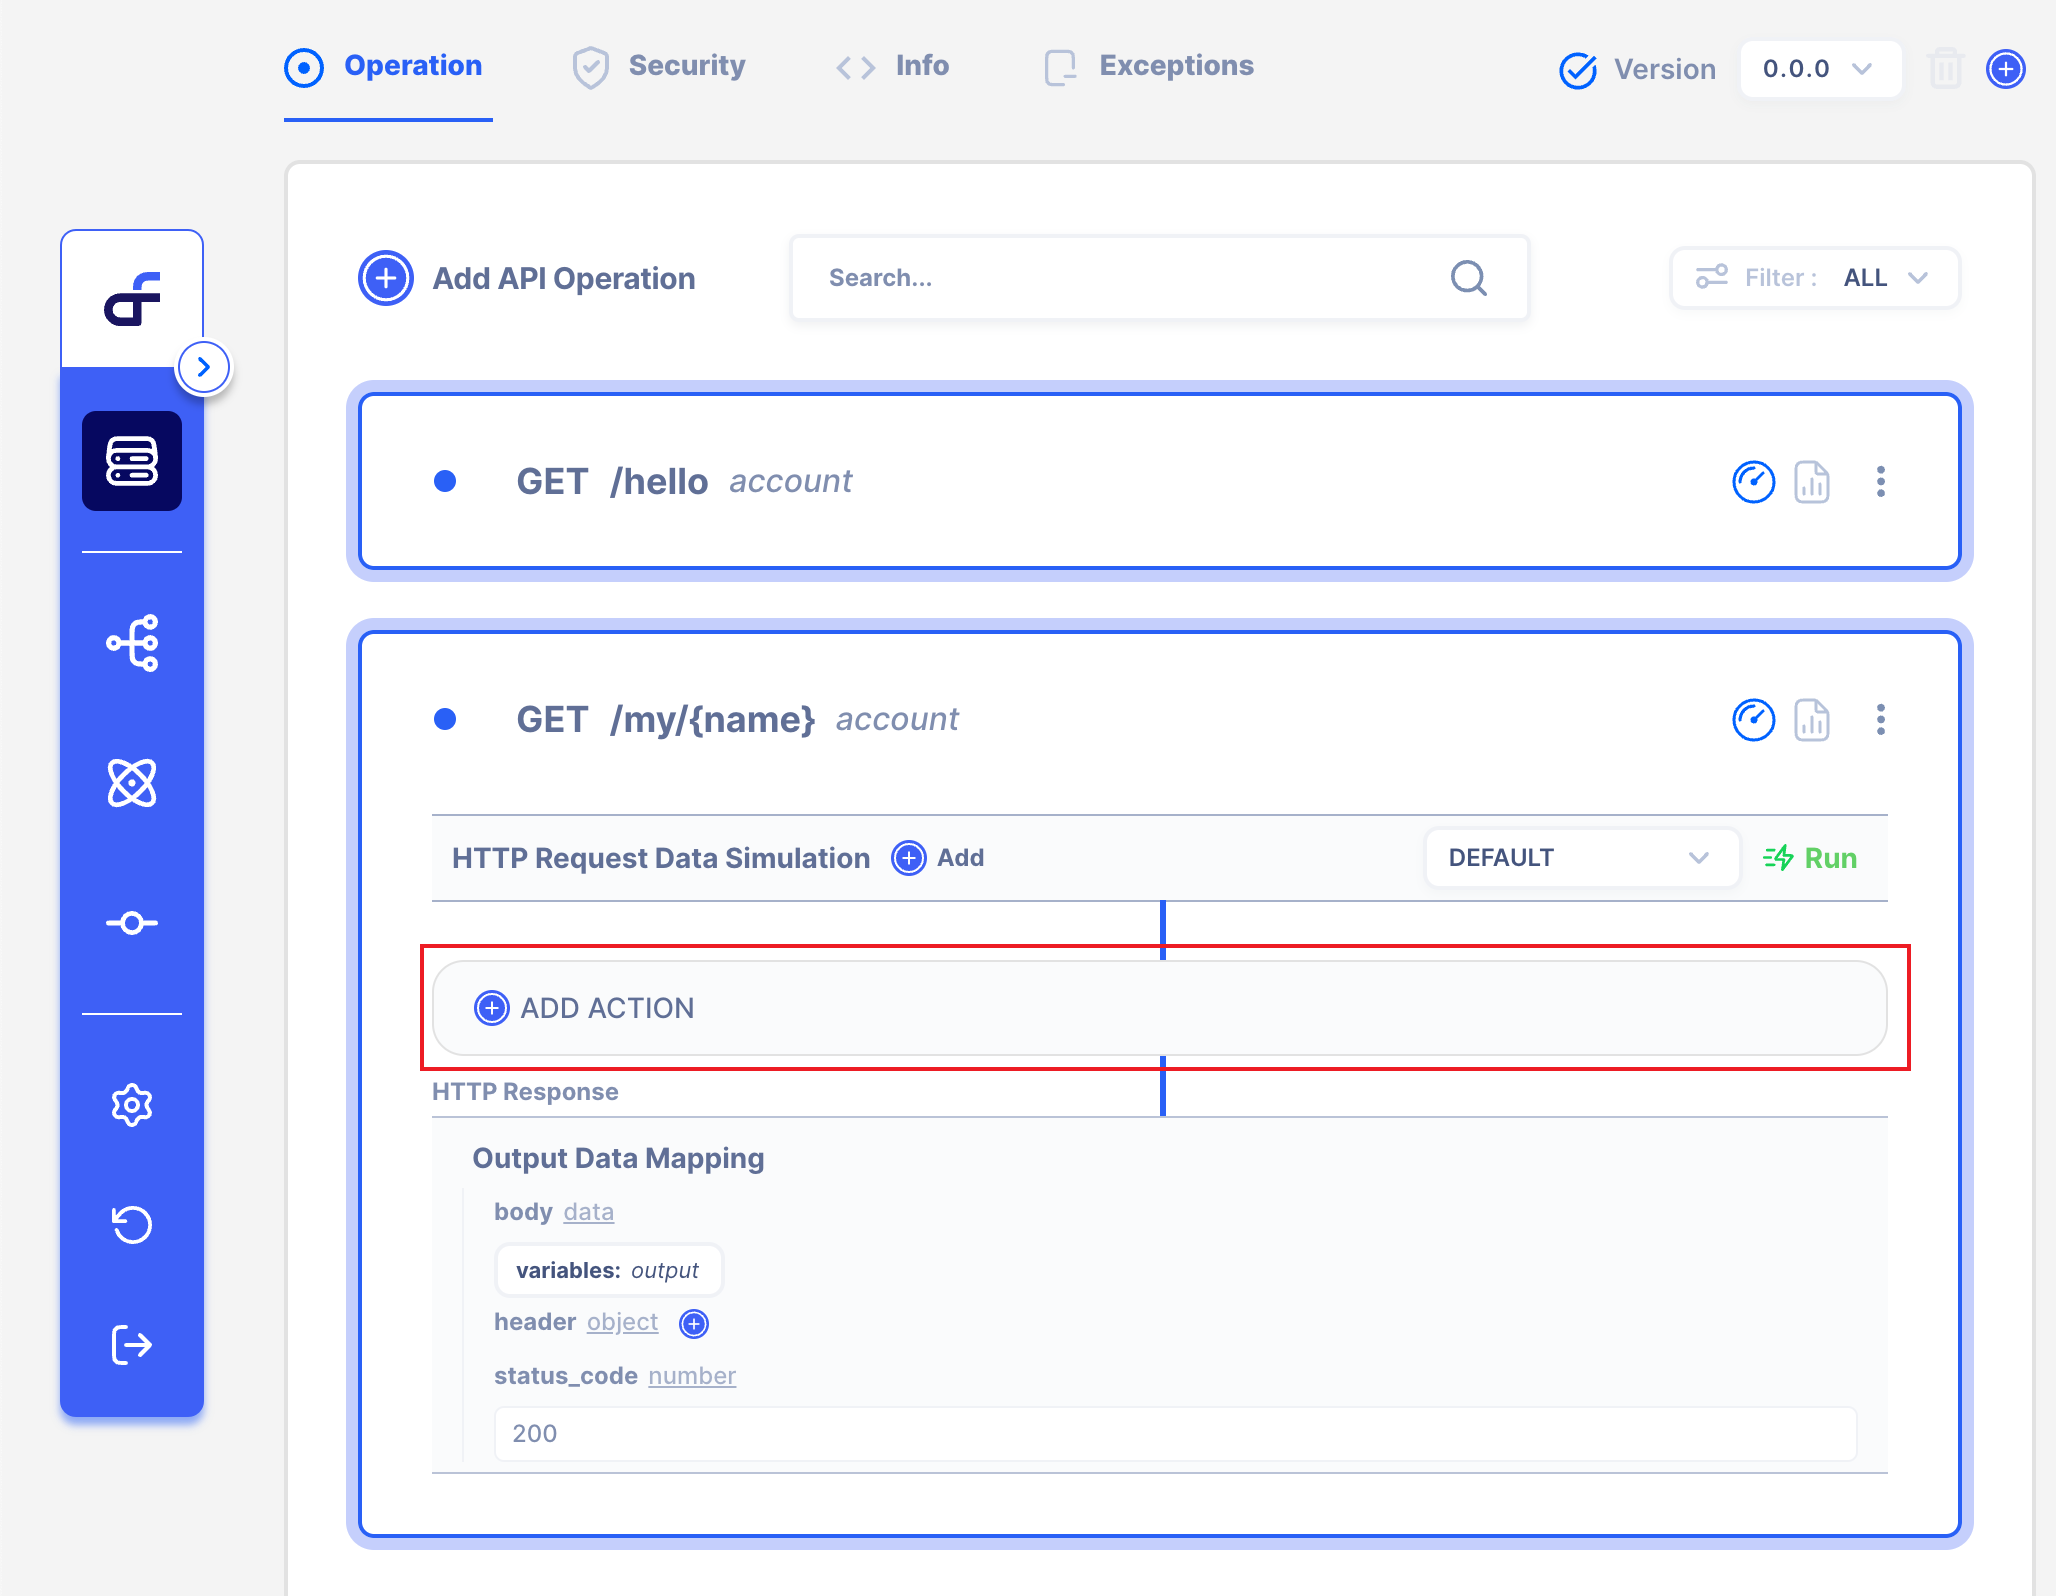 Operation Security Info Exceptions Version 0.0.0
Add API Operation Search... Filter : ALL
GET /hello account
GET /my/{name} account
HTTP Request Data Simulation Add DEFAULT Run
ADD ACTION
HTTP Response
Output Data Mapping
body data
variables: output
header object
status_code number
200